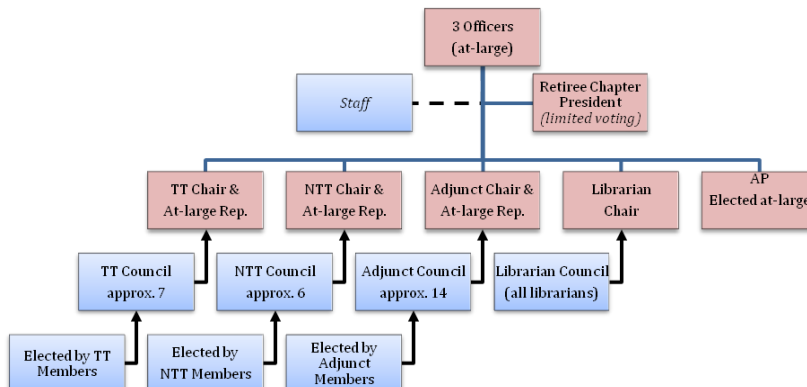 3 Officers
(at-large)
Staff
Retiree Chapter
President
(limited voting)
TT Chair &
At-large Rep.
NTT Chair &
At-large Rep.
Adjunct Chair &
At-large Rep.
Librarian
Chair
AP
Elected at-large
TT Council
approx. 7
NTT Council
approx. 6
Adjunct Council
approx. 14
Librarian Council
(all librarians)
Elected by TT
Members
Elected by
NTT Members
Elected by
Adjunct
Members